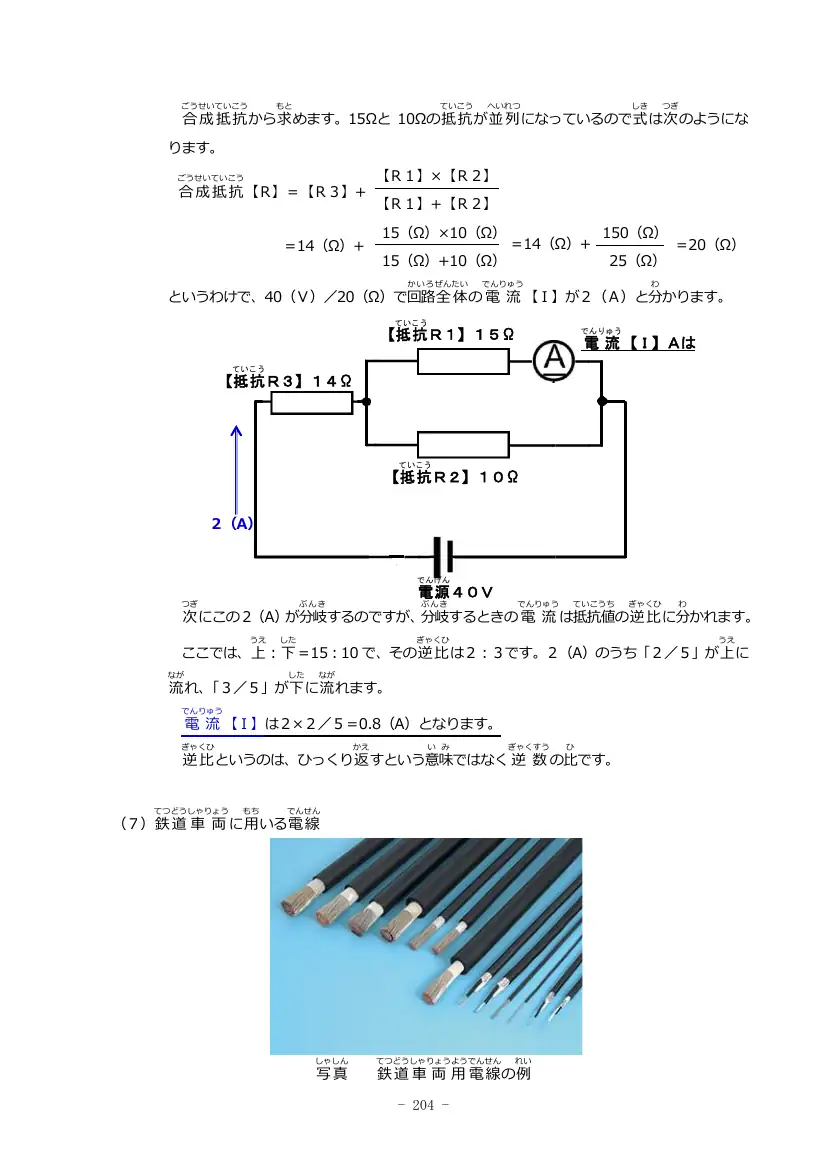 合成抵抗から求めます。15Ωと 10Ωの抵抗が並列になっているので式は次のようにな
ります。
合成抵抗【R】＝【R３】+ 【R１】×【R２】
【R１】+【R２】
＝14（Ω）+ 15（Ω）×10（Ω） ＝14（Ω）+ 150（Ω） ＝20（Ω）
15（Ω）+10（Ω） 25（Ω）
というわけで、40（Ｖ）／20（Ω）で回路全体の電流【Ｉ】が２（Ａ）と分かります。
【抵抗Ｒ１】１５Ω
電流【Ｉ】Ａは
A
【抵抗Ｒ３】１４Ω
【抵抗Ｒ２】１０Ω
２（A）
電源４０Ｖ
次にこの２（A）が分岐するのですが、分岐するときの電流は抵抗値の逆比に分かれます。
ここでは、上：下＝15：10 で、その逆比は２：３です。２（A）のうち「２／５」が上に
流れ、「３／５」が下に流れます。
電流【Ｉ】は２×２／５＝0.8（A）となります。
逆比というのは、ひっくり返すという意味ではなく逆数の比です。
（7）鉄道車両に用いる電線
写真　鉄道車両用電線の例
- 204 -